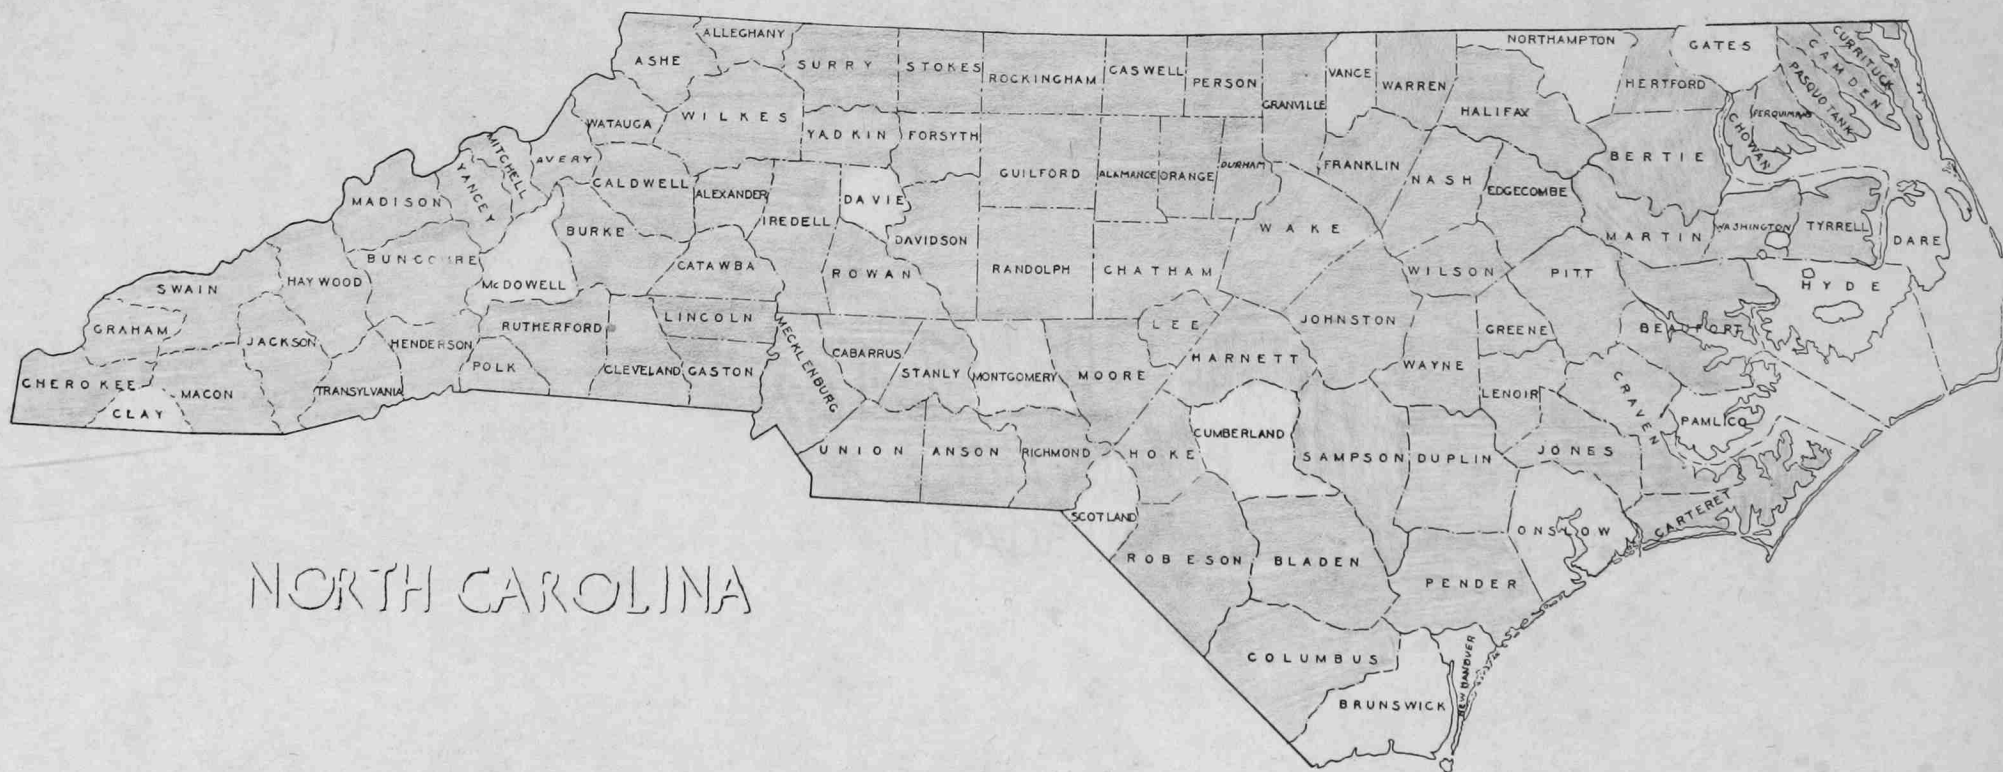 ALLEGHANY
ASHE
SURRY
STOKES
ROCKINGHAM
CASWELL
PERSON
GRANVILLE
VANCE
WARREN
NORTHAMPTON
HALIFAX
HERTFORD
GATES
CURRITUCK
CAMDEN
PASQUOTANK
PERQUIMANS
CHOWAN
WATAUGA
WILKES
YADKIN
FORSYTH
GUILFORD
ALAMANCE
ORANGE
DURHAM
FRANKLIN
NASH
EDGECOMBE
BERTIE
MITCHELL
YANCEY
AVERY
CALDWELL
ALEXANDER
IREDELL
DAVIE
DAVIDSON
WAKE
MARTIN
WASHINGTON
TYRRELL
DARE
MADISON
BUNCOMBE
BURKE
McDOWELL
CATAWBA
ROWAN
RANDOLPH
CHATHAM
WILSON
PITT
HYDE
SWAIN
HAYWOOD
GRAHAM
JACKSON
HENDERSON
RUTHERFORD
LINCOLN
MECKLENBURG
CABARRUS
STANLY
MONTGOMERY
MOORE
LEE
HARNETT
JOHNSTON
WAYNE
GREENE
BEAUFORT
CHEROKEE
CLAY
MACON
TRANSYLVANIA
POLK
CLEVELAND
GASTON
LENOIR
CRAVEN
PAMLICO
UNION
ANSON
RICHMOND
HOKE
CUMBERLAND
SAMPSON
DUPLIN
JONES
SCOTLAND
ROBESON
BLADEN
PENDER
ONSLOW
CARTERET
COLUMBUS
BRUNSWICK
NEW HANOVER
NORTH CAROLINA